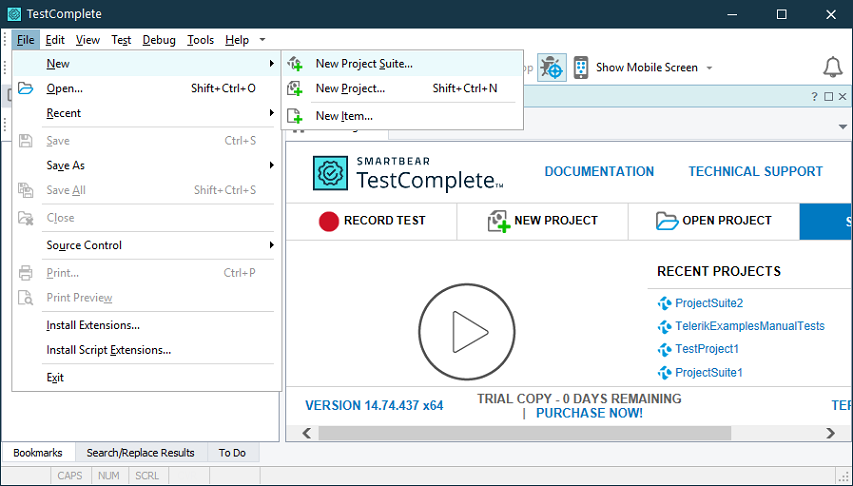 TestComplete
File Edit View Test Debug Tools Help
New
Open... Shift+Ctrl+O
Recent
Save Ctrl+S
Save As
Save All Shift+Ctrl+S
Close
Source Control
Print... Ctrl+P
Print Preview
Install Extensions...
Install Script Extensions...
Exit
New Project Suite...
New Project... Shift+Ctrl+N
New Item...
Show Mobile Screen
SMARTBEAR
TestComplete™
DOCUMENTATION TECHNICAL SUPPORT
RECORD TEST NEW PROJECT OPEN PROJECT S
RECENT PROJECTS
ProjectSuite2
TelerikExamplesManualTests
TestProject1
ProjectSuite1
VERSION 14.74.437 x64
TRIAL COPY - 0 DAYS REMAINING
| PURCHASE NOW!
TER
Bookmarks Search/Replace Results To Do
CAPS NUM SCRL